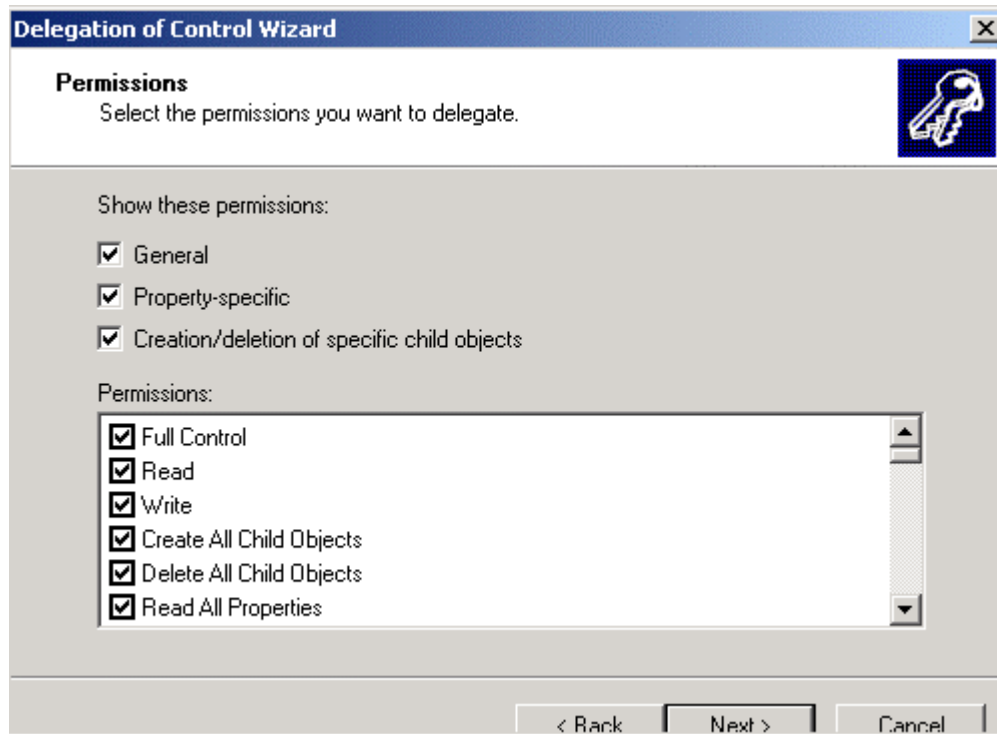 Delegation of Control Wizard
Permissions
Select the permissions you want to delegate.
Show these permissions:
General
Property-specific
Creation/deletion of specific child objects
Permissions:
Full Control
Read
Write
Create All Child Objects
Delete All Child Objects
Read All Properties
< Back Next > Cancel